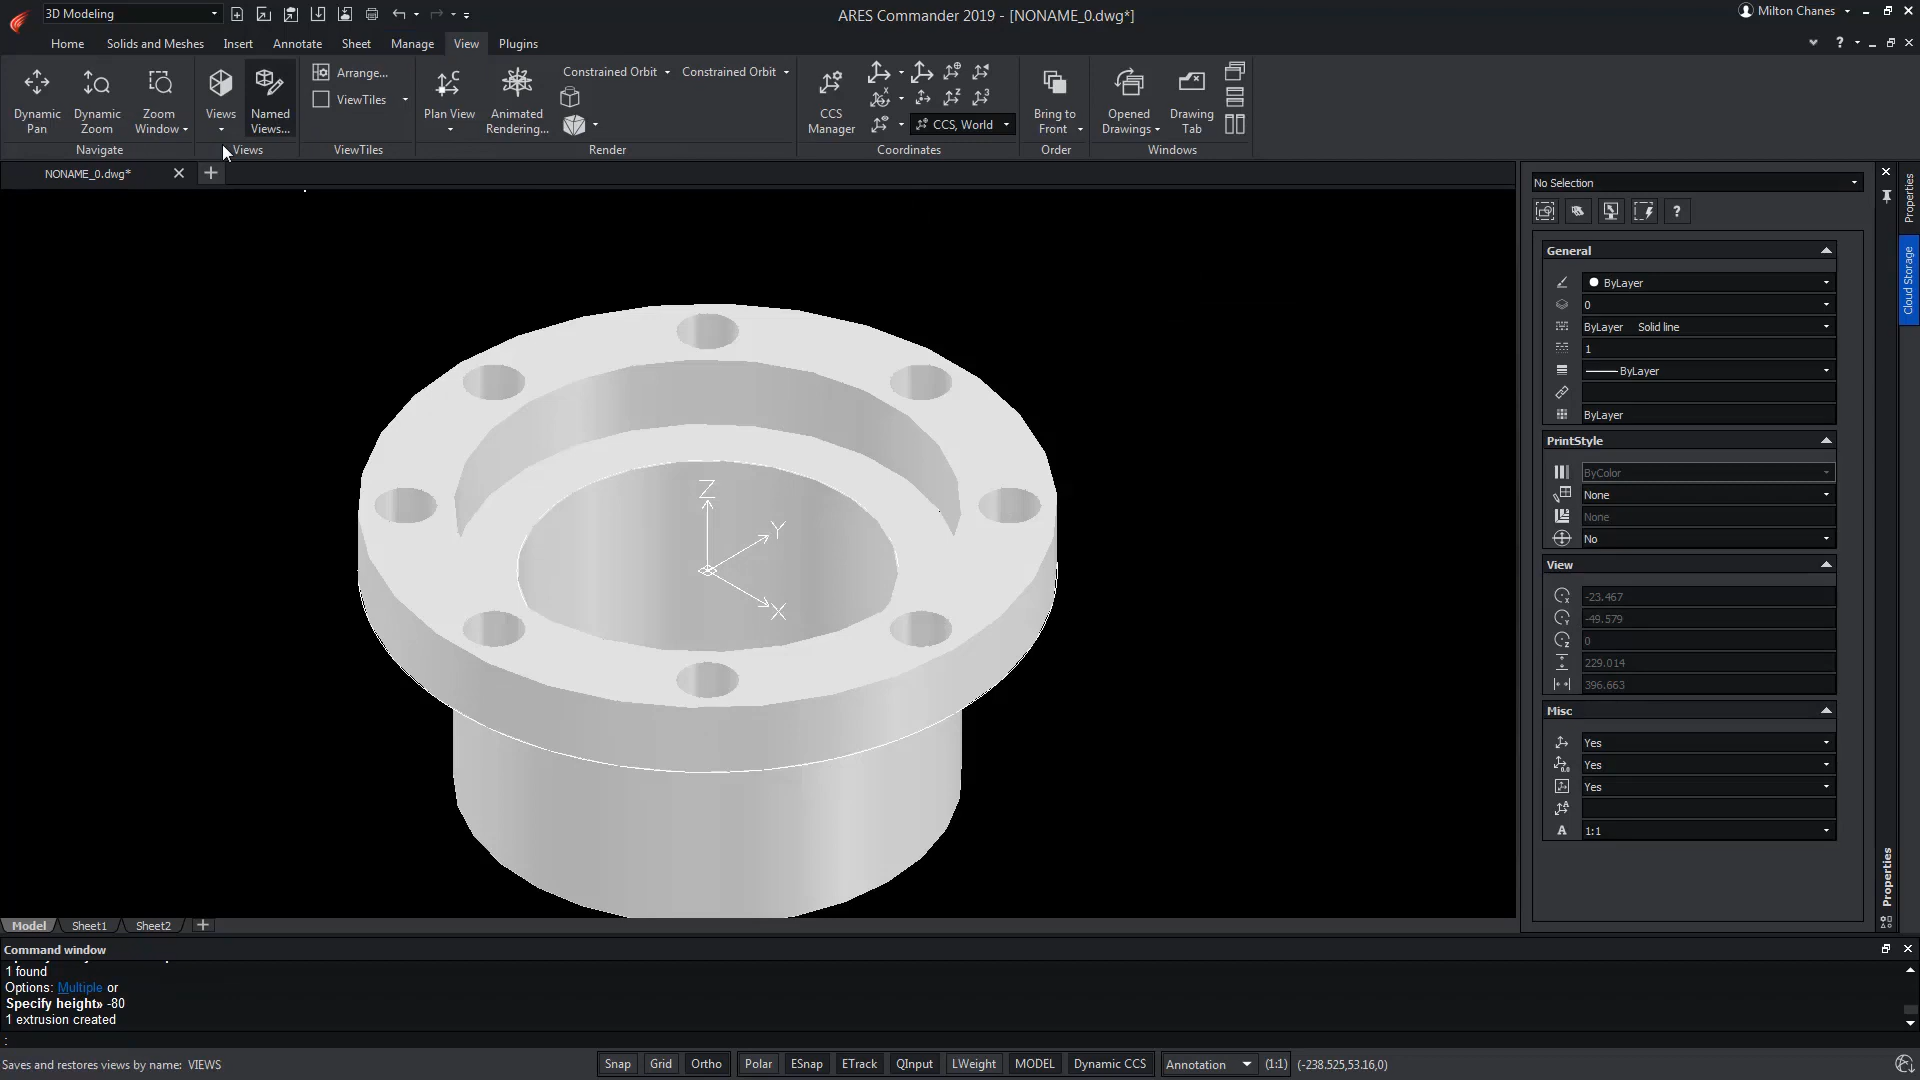 3D Modeling
ARES Commander 2019 - [NONAME_0.dwg*]
Milton Chanes
Home Solids and Meshes Insert Annotate Sheet Manage View Plugins
?
Dynamic Pan
Dynamic Zoom
Zoom Window
Navigate
Views
Named Views...
Views
Arrange...
ViewTiles
ViewTiles
Plan View
Animated Rendering...
Constrained Orbit
Constrained Orbit
Render
CCS Manager
CCS, World
Coordinates
Bring to Front
Order
Opened Drawings
Drawing Tab
Windows
NONAME_0.dwg*
Z
Y
X
No Selection
?
General
ByLayer
0
ByLayer Solid line
1
ByLayer
ByLayer
PrintStyle
ByColor
None
None
No
View
-23.467
-49.579
0
229.014
396.663
Misc
Yes
Yes
Yes
1:1
Properties
Cloud Storage
Properties
Model Sheet1 Sheet2
Command window
1 found
Options: Multiple or
Specify height» -80
1 extrusion created
:
Saves and restores views by name: VIEWS
Snap Grid Ortho Polar ESnap ETrack QInput LWeight MODEL Dynamic CCS Annotation (1:1) (-238.525,53.16,0)